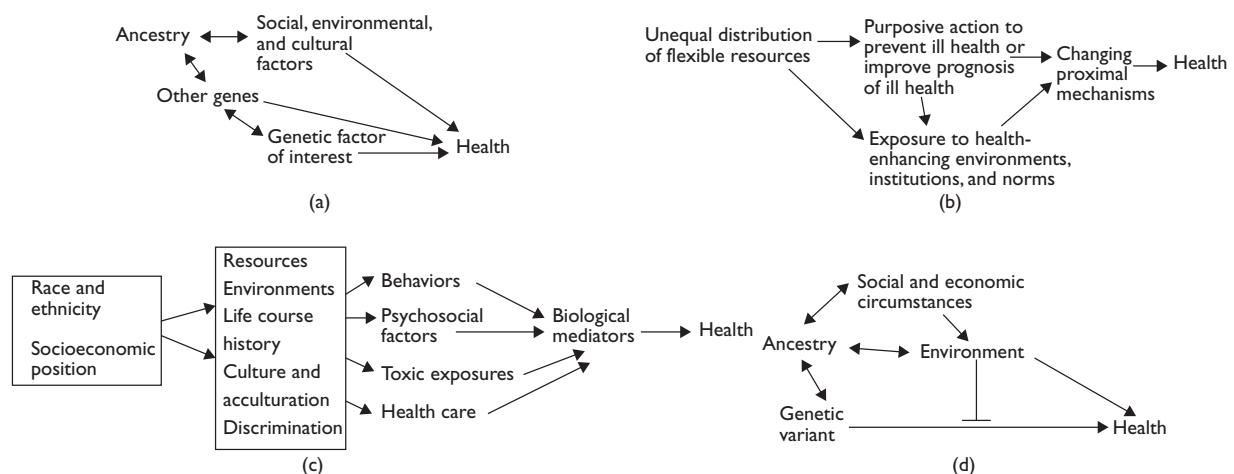 Ancestry
Social, environmental,
and cultural
factors
Other genes
Genetic factor
of interest
Health
(a)
Unequal distribution
of flexible resources
Purposive action to
prevent ill health or
improve prognosis
of ill health
Changing
proximal
mechanisms
Health
Exposure to health-
enhancing environments,
institutions, and norms
(b)
Race and
ethnicity
Socioeconomic
position
Resources
Environments
Life course
history
Culture and
acculturation
Discrimination
Behaviors
Psychosocial
factors
Toxic exposures
Health care
Biological
mediators
Health
(c)
Social and economic
circumstances
Ancestry
Environment
Genetic
variant
Health
(d)